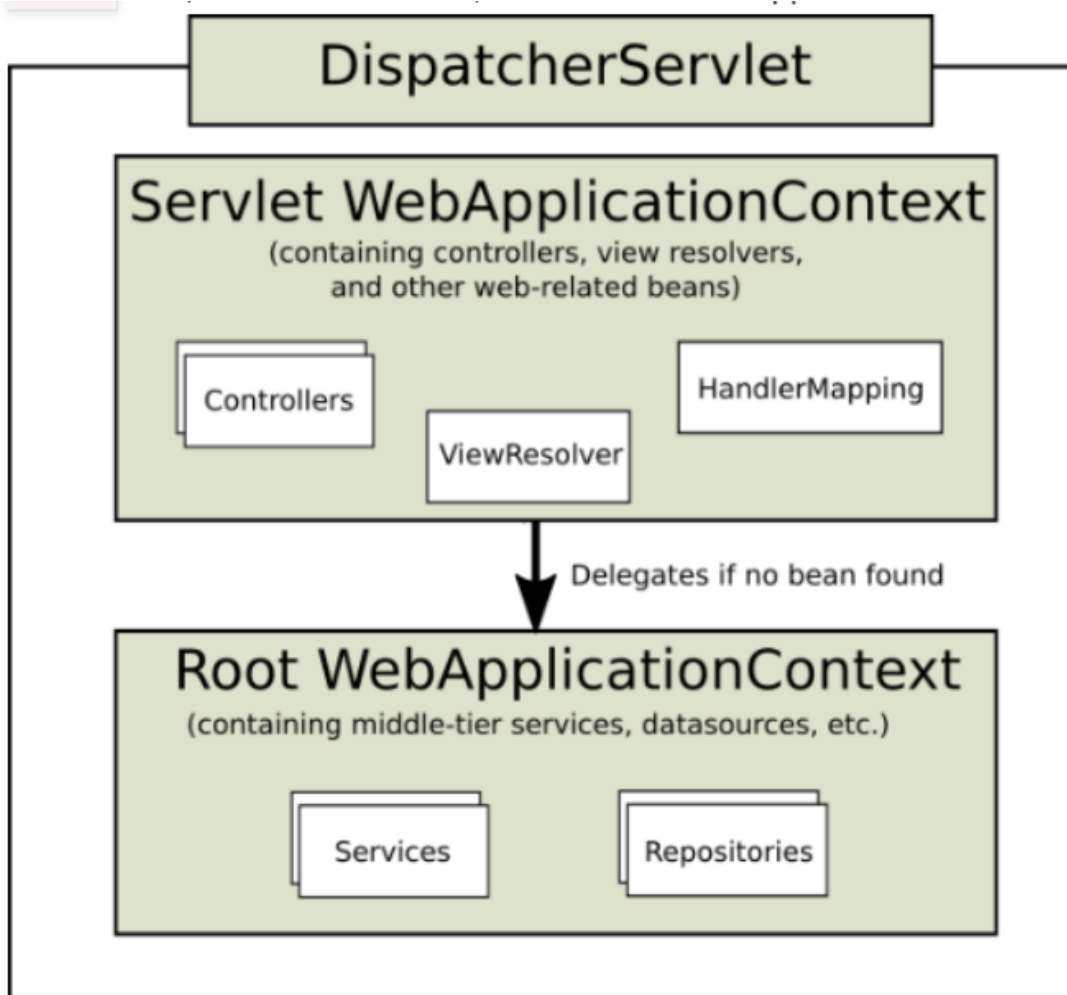 DispatcherServlet
Servlet WebApplicationContext
(containing controllers, view resolvers,
and other web-related beans)
Controllers
HandlerMapping
ViewResolver
Delegates if no bean found
Root WebApplicationContext
(containing middle-tier services, datasources, etc.)
Services
Repositories